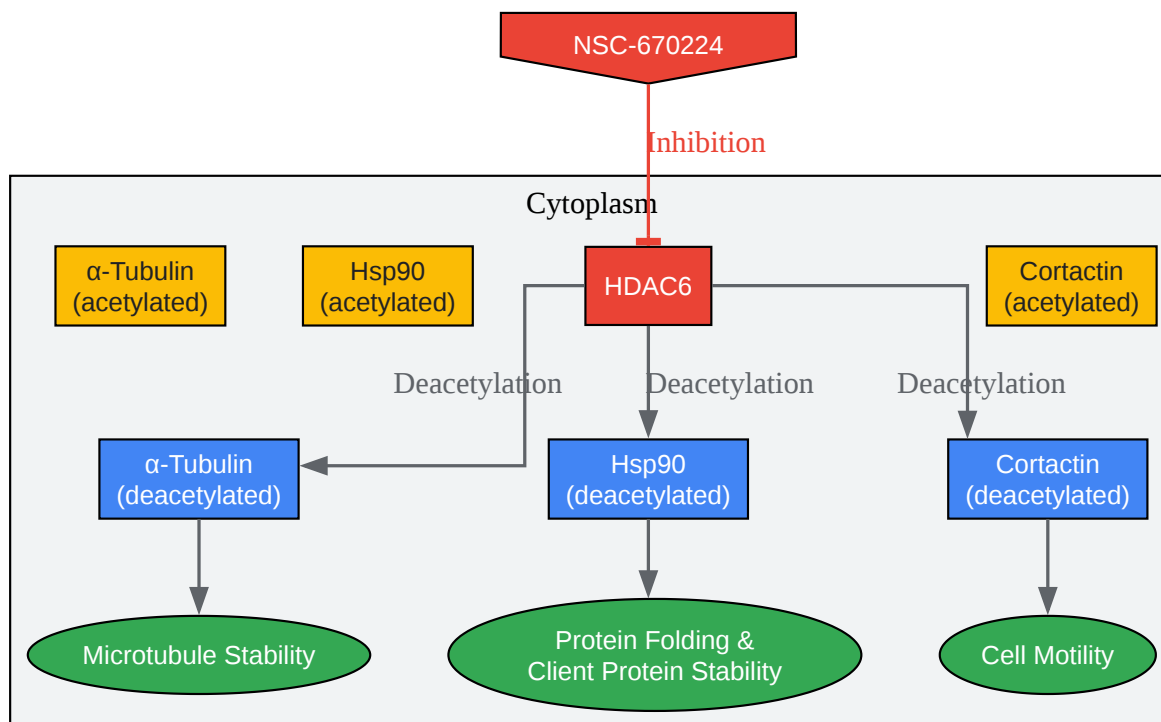 NSC-670224
Inhibition
Cytoplasm
α-Tubulin
(acetylated)
Hsp90
(acetylated)
HDAC6
Cortactin
(acetylated)
Deacetylation
Deacetylation
Deacetylation
α-Tubulin
(deacetylated)
Hsp90
(deacetylated)
Cortactin
(deacetylated)
Microtubule Stability
Protein Folding &
Client Protein Stability
Cell Motility